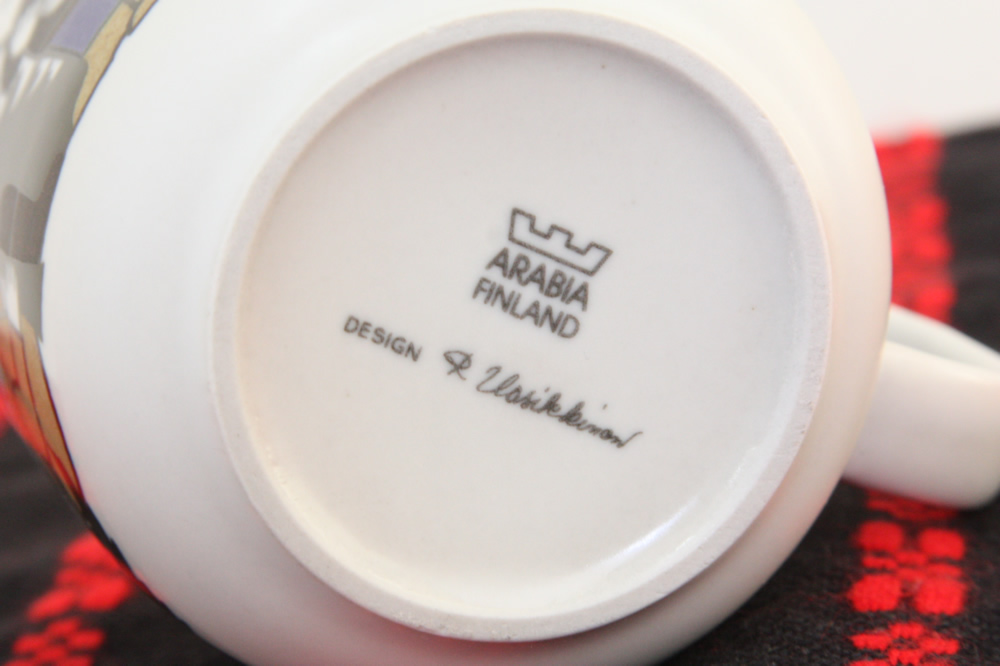 ARABIA
FINLAND
DESIGN R Uosikkinen